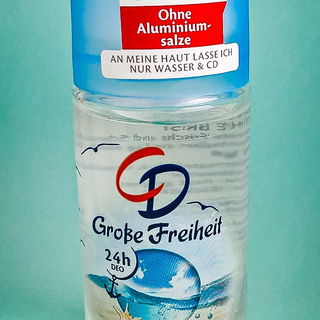 Ohne
Aluminium-
salze
AN MEINE HAUT LASSE ICH
NUR WASSER & CD
CD
Große Freiheit
24h
DEO